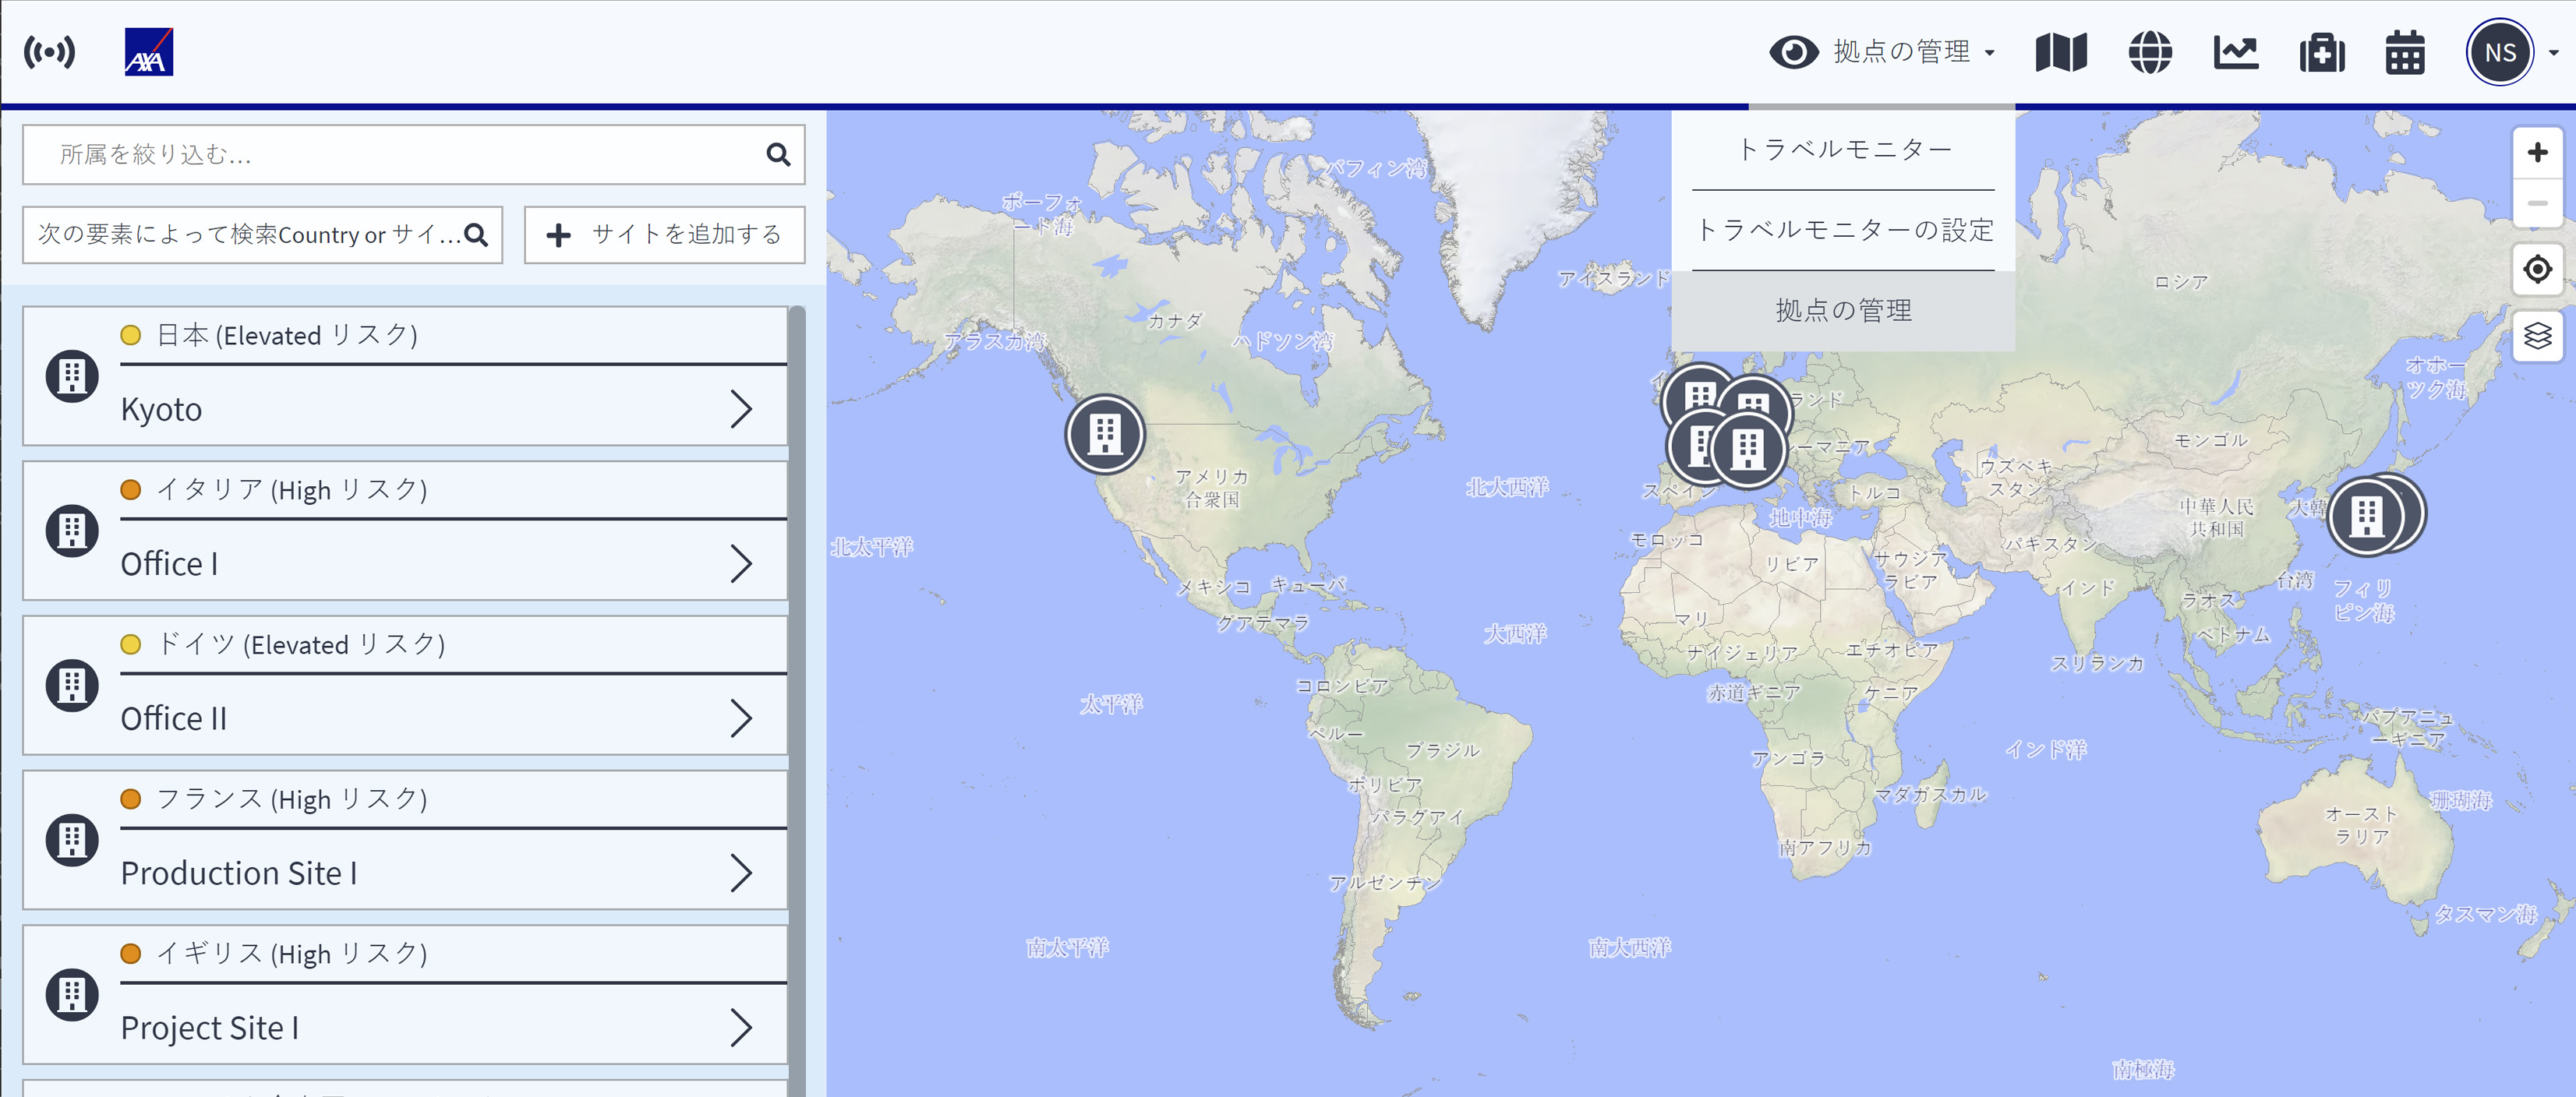 AXA
拠点の管理
NS
所属を絞り込む...
次の要素によって検索Country or サイ...
サイトを追加する
日本 (Elevated リスク)
Kyoto
イタリア (High リスク)
Office I
ドイツ (Elevated リスク)
Office II
フランス (High リスク)
Production Site I
イギリス (High リスク)
Project Site I
トラベルモニター
トラベルモニターの設定
拠点の管理
バフィン湾
ボーフォ
ード海
アイスランド
ロシア
カナダ
アラスカ湾
ハドソン湾
オホー
ツク海
モンゴル
アメリカ
合衆国
北大西洋
スペイン
トルコ
ウズベキ
スタン
中華人民
共和国
地中海
北太平洋
モロッコ
リビア
サウジア
ラビア
パキスタン
メキシコ
キューバ
インド
台湾
フィリ
ピン海
グアテマラ
大西洋
マリ
ラオス
ベトナム
ナイジェリア
エチオピア
スリランカ
コロンビア
赤道ギニア
ケニア
太平洋
パプアニュ
ーギニア
ペルー
ブラジル
インド洋
アンゴラ
ボリビア
マダガスカル
珊瑚海
パラグアイ
オースト
ラリア
南アフリカ
アルゼンチン
タスマン海
南太平洋
南大西洋
南極海